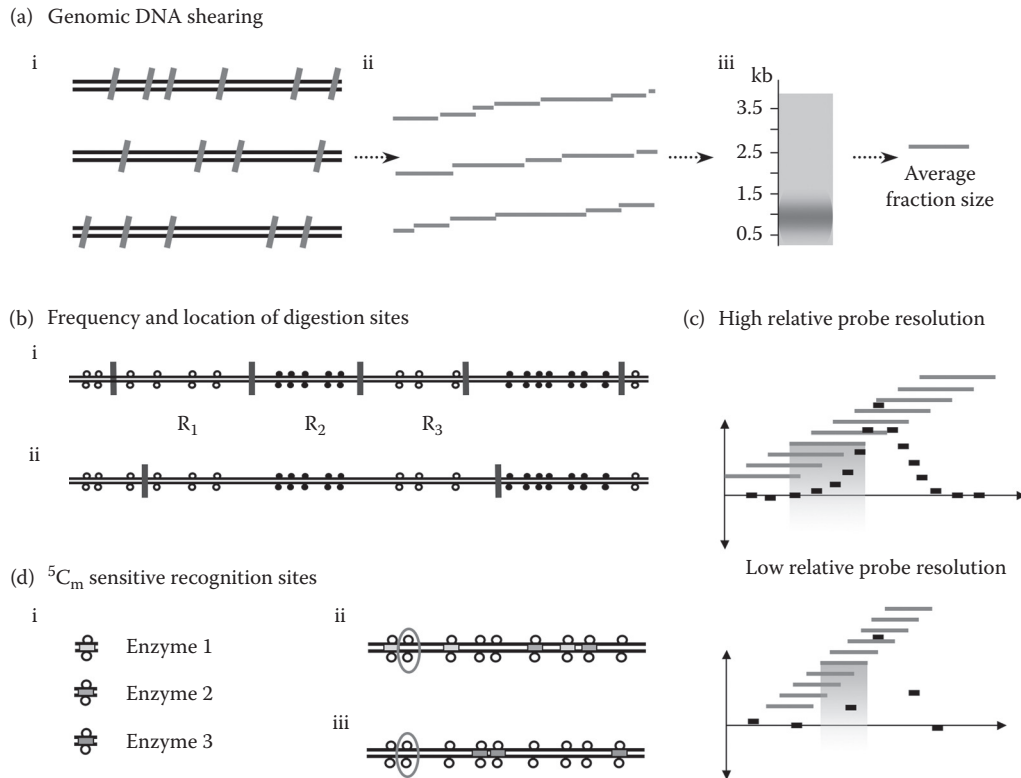 (a) Genomic DNA shearing
i
ii
iii
kb
3.5
2.5
1.5
0.5
Average
fraction size
(b) Frequency and location of digestion sites
i
R₁ R₂ R₃
ii
(c) High relative probe resolution
Low relative probe resolution
(d) ⁵Cₘ sensitive recognition sites
i
Enzyme 1
Enzyme 2
Enzyme 3
ii
iii